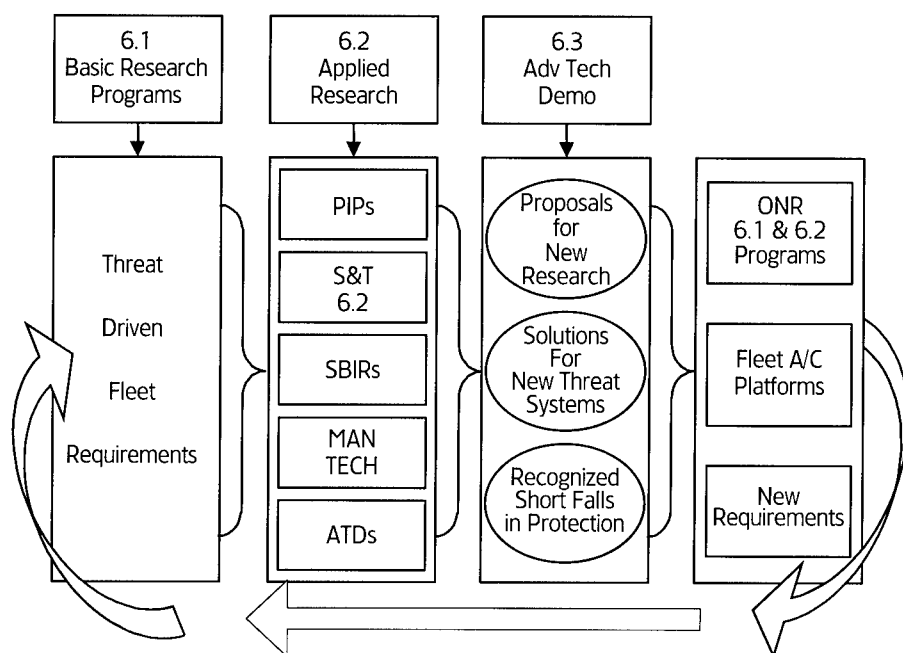 6.1
Basic Research
Programs
6.2
Applied
Research
6.3
Adv Tech
Demo
Threat
Driven
Fleet
Requirements
PIPs
S&T
6.2
SBIRs
MAN
TECH
ATDs
Proposals
for
New
Research
Solutions
For
New Threat
Systems
Recognized
Short Falls
in Protection
ONR
6.1 & 6.2
Programs
Fleet A/C
Platforms
New
Requirements